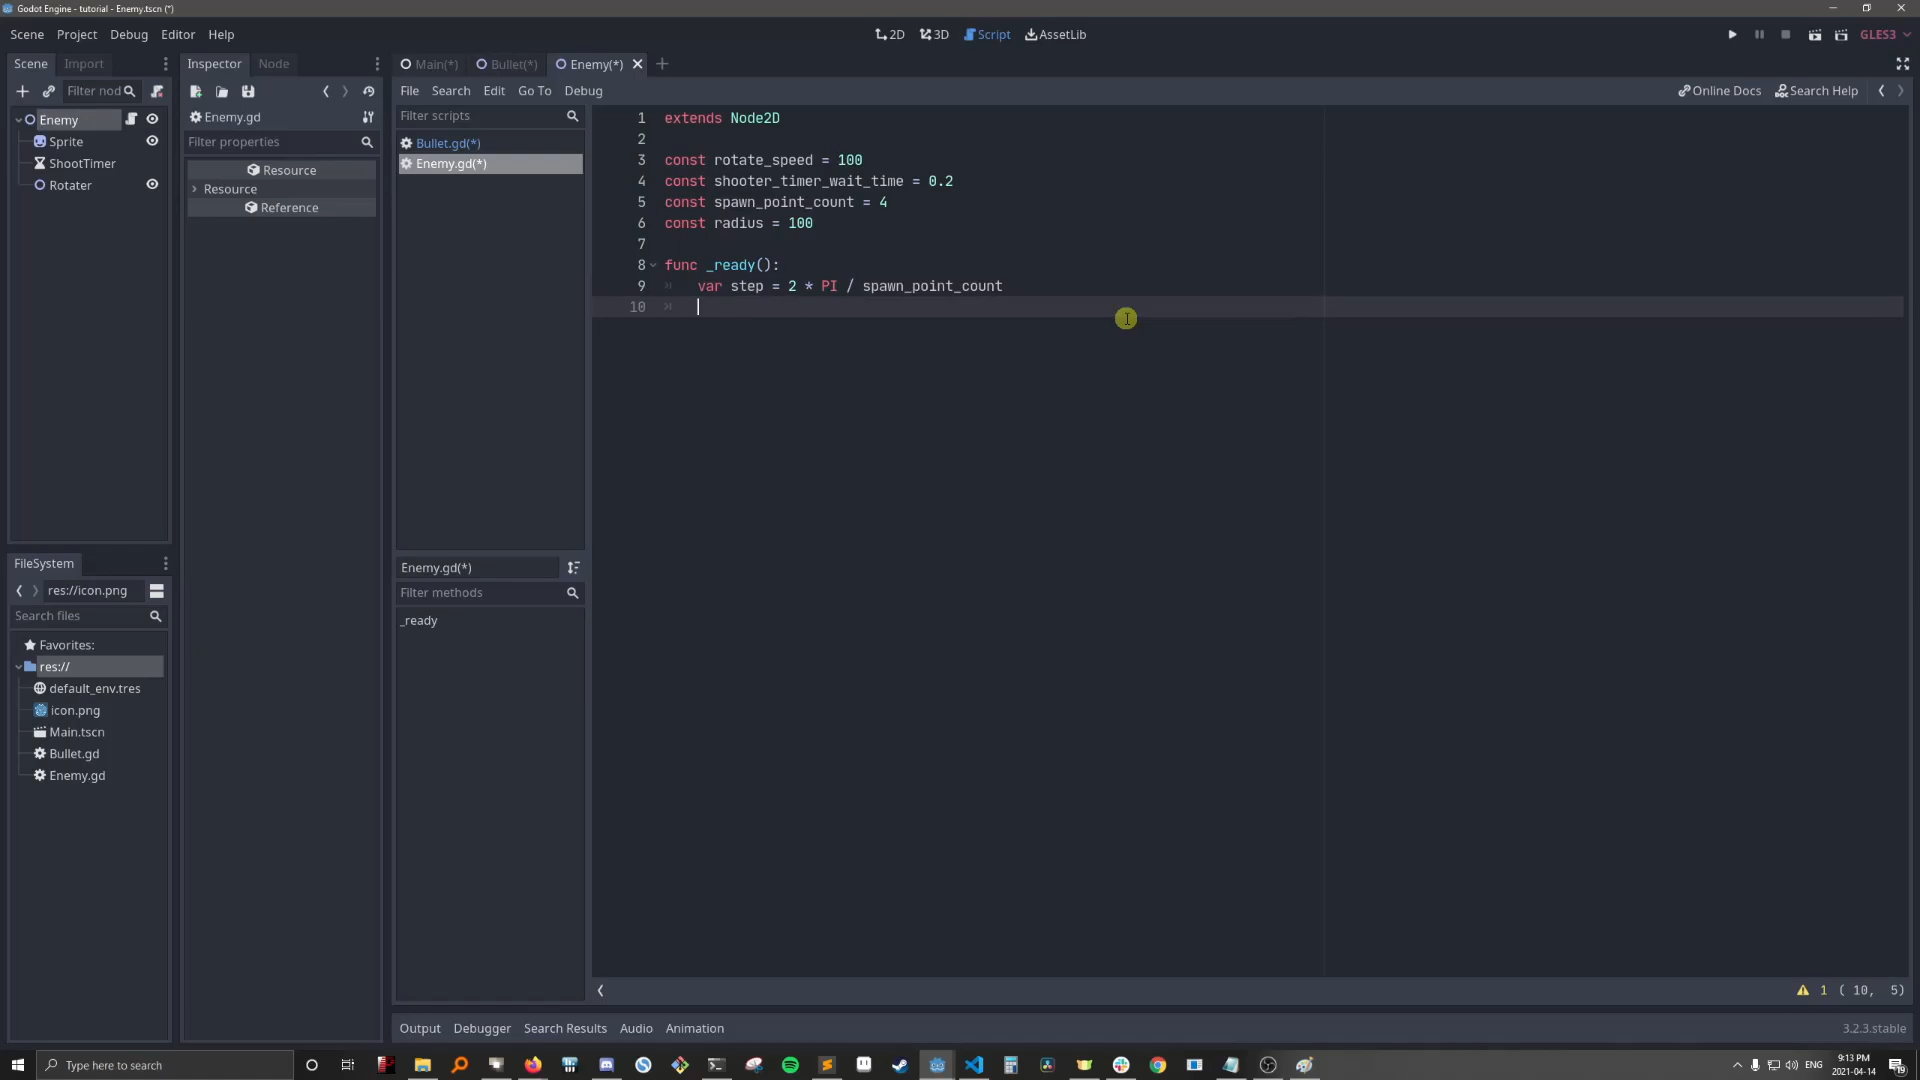 Godot Engine - tutorial - Enemy.tscn (*)
Scene Project Debug Editor Help
2D 3D Script AssetLib
GLES3
Scene Import
Inspector Node
Main(*) Bullet(*) Enemy(*)
Filter nod
File Search Edit Go To Debug
Online Docs Search Help
Enemy
Sprite
ShootTimer
Rotater
Enemy.gd
Filter properties
Resource
Resource
Reference
Filter scripts
Bullet.gd(*)
Enemy.gd(*)
1 extends Node2D
2
3 const rotate_speed = 100
4 const shooter_timer_wait_time = 0.2
5 const spawn_point_count = 4
6 const radius = 100
7
8 func _ready():
9 var step = 2 * PI / spawn_point_count
10
FileSystem
res://icon.png
Search files
Favorites:
res://
default_env.tres
icon.png
Main.tscn
Bullet.gd
Enemy.gd
Enemy.gd(*)
Filter methods
_ready
1 ( 10, 5)
Output Debugger Search Results Audio Animation
3.2.3.stable
Type here to search
ENG
9:13 PM
2021-04-14
19